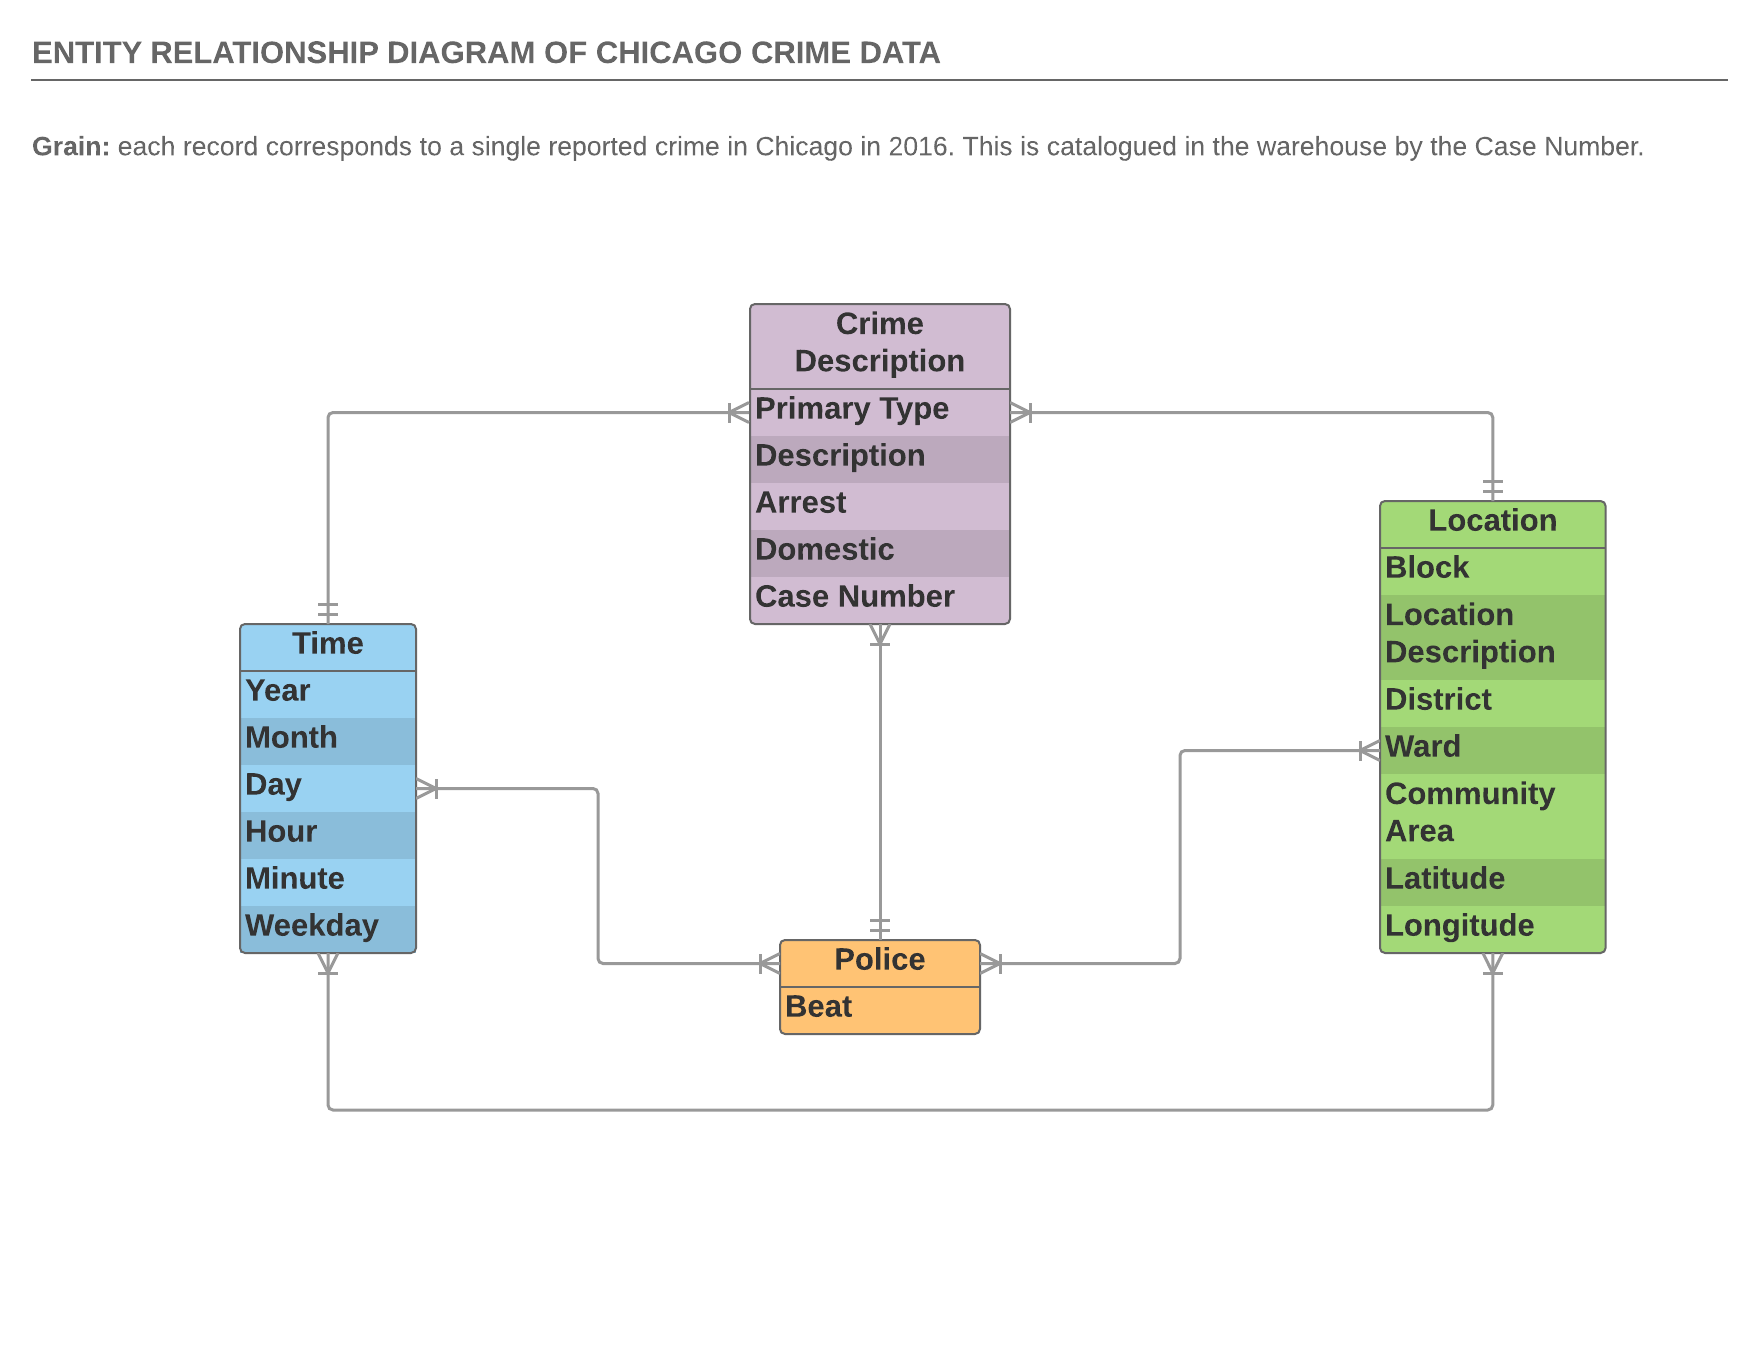 ENTITY RELATIONSHIP DIAGRAM OF CHICAGO CRIME DATA
Grain: each record corresponds to a single reported crime in Chicago in 2016. This is catalogued in the warehouse by the Case Number.
Crime
Description
Primary Type
Description
Arrest
Domestic
Case Number
Time
Year
Month
Day
Hour
Minute
Weekday
Location
Block
Location
Description
District
Ward
Community
Area
Latitude
Longitude
Police
Beat